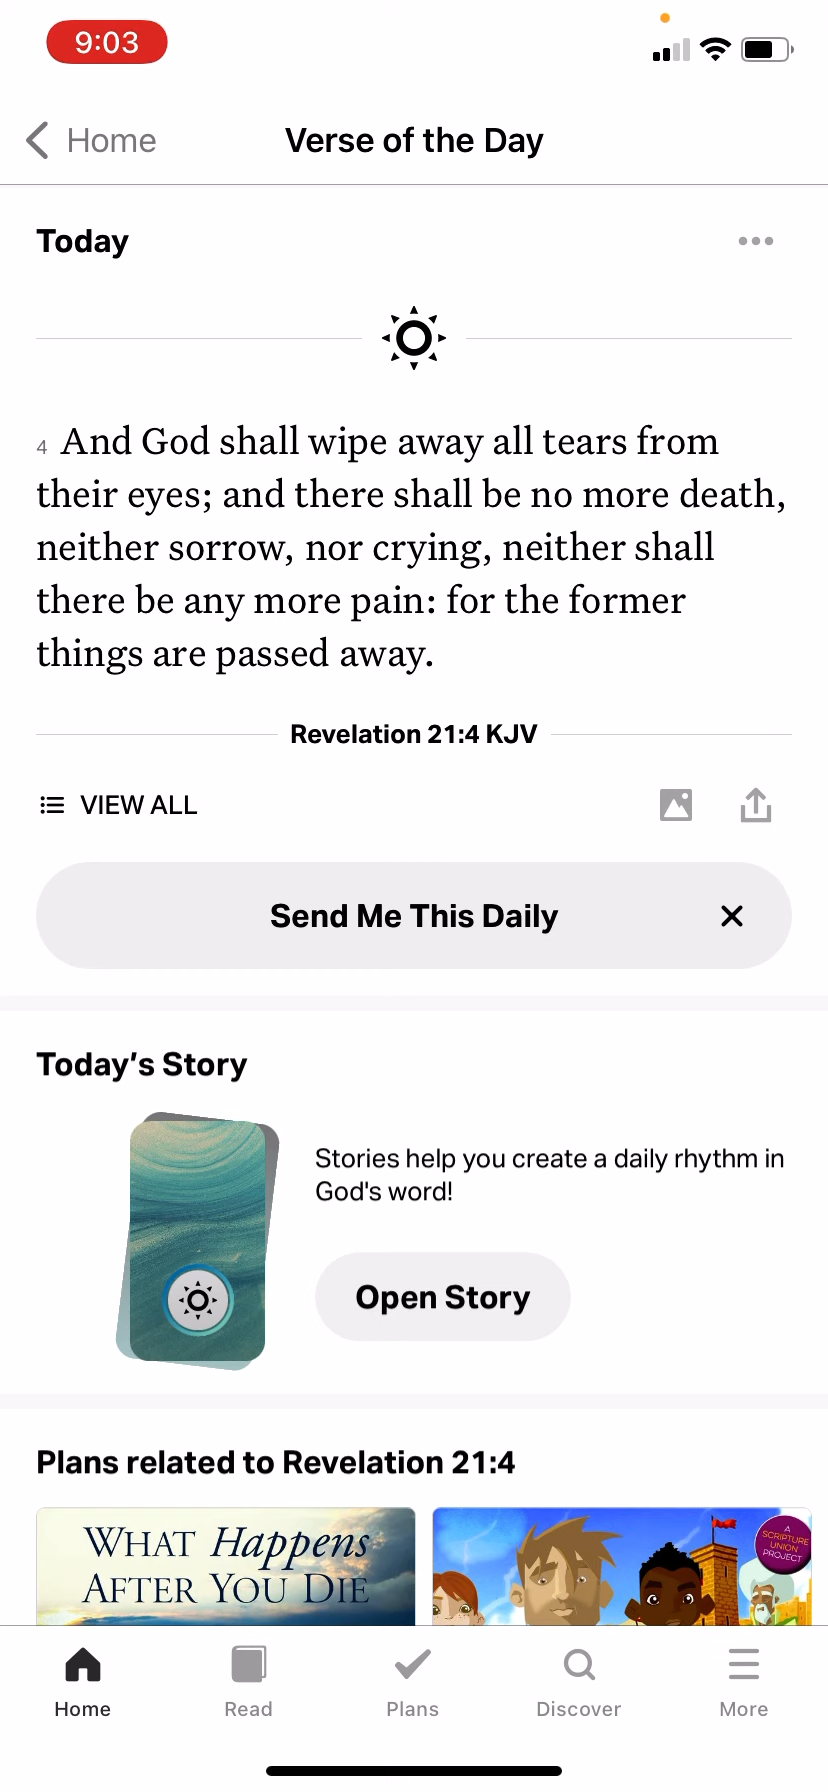 9:03
Home
Verse of the Day
Today
4 And God shall wipe away all tears from
their eyes; and there shall be no more death,
neither sorrow, nor crying, neither shall
there be any more pain: for the former
things are passed away.
Revelation 21:4 KJV
VIEW ALL
Send Me This Daily
Today's Story
Stories help you create a daily rhythm in
God's word!
Open Story
Plans related to Revelation 21:4
WHAT Happens
AFTER YOU DIE
A
SCRIPTURE
UNION
PROJECT
Home
Read
Plans
Discover
More